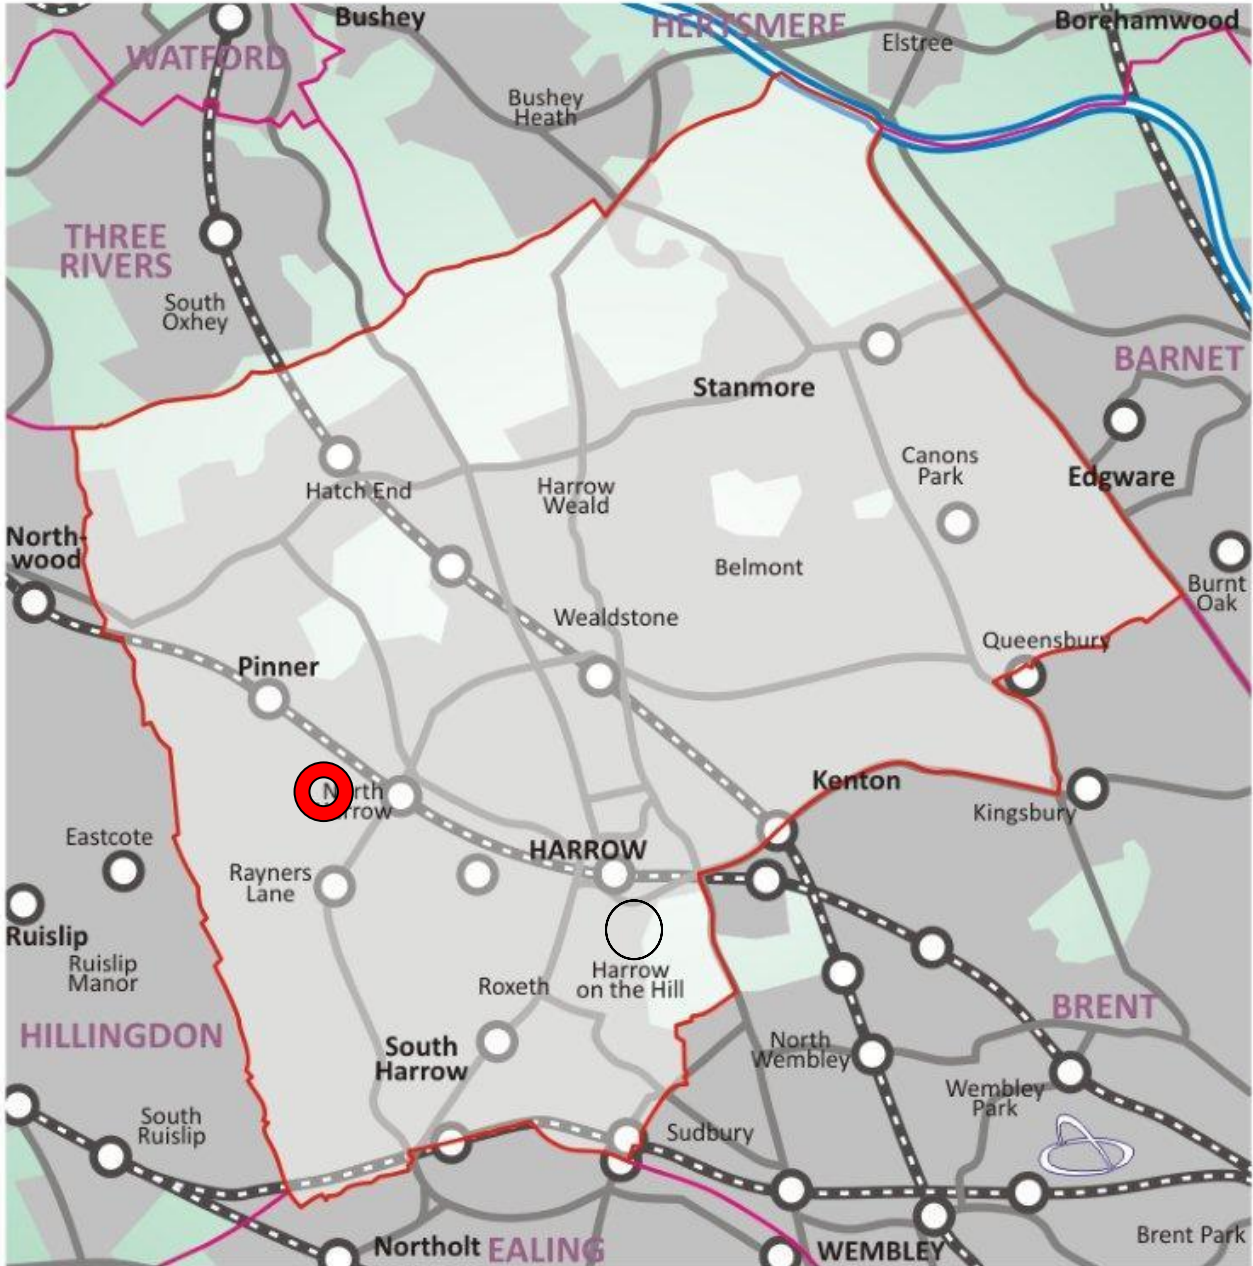 Bushey
HERTSMERE
Borehamwood
Elstree
WATFORD
Bushey
Heath
THREE
RIVERS
South
Oxhey
BARNET
Stanmore
Canons
Park
Edgware
Hatch End
Harrow
Weald
North-
wood
Belmont
Burnt
Oak
Wealdstone
Queensbury
Pinner
Kenton
North
Kingsbury
Eastcote
HARROW
Rayners
Lane
Ruislip
Ruislip
Manor
Harrow
on the Hill
Roxeth
BRENT
HILLINGDON
South
Harrow
North
Wembley
Wembley
Park
South
Ruislip
Sudbury
Northolt
EALING
WEMBLEY
Brent Park